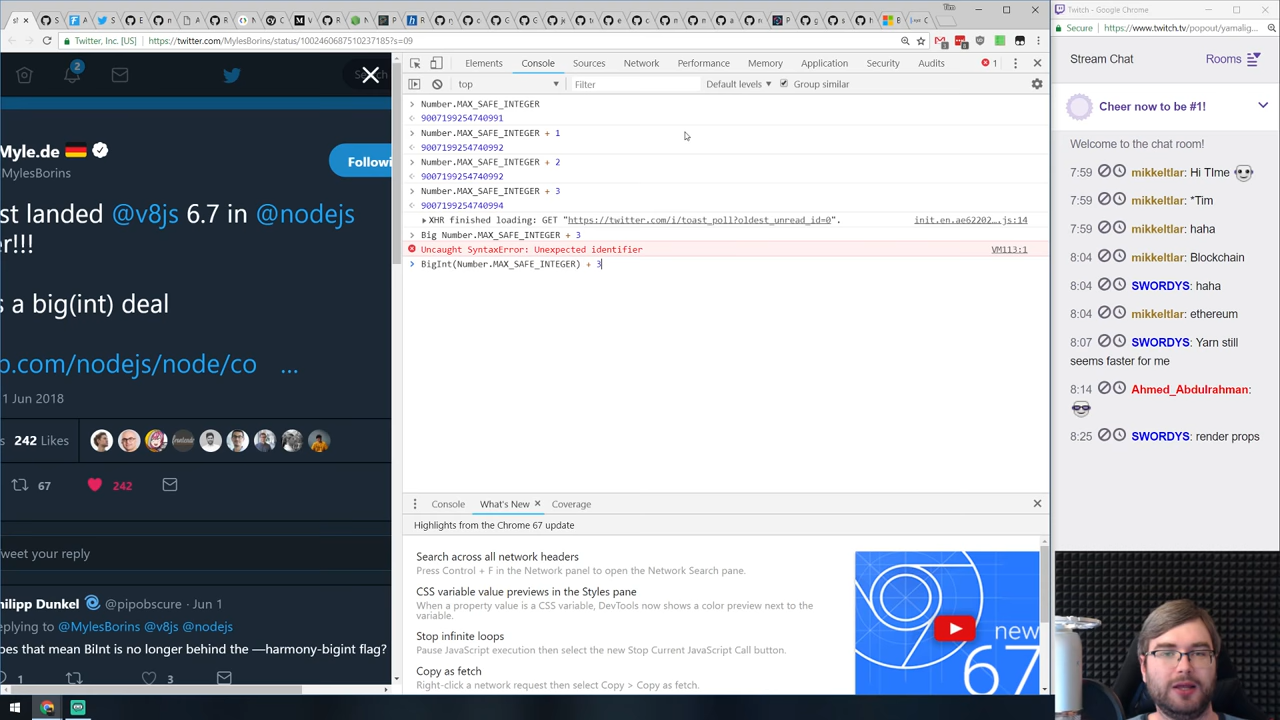 Tim
Twitter, Inc. [US]
https://twitter.com/MylesBorins/status/1002460687510237185?s=09
2
Search
Myle.de
MylesBorins
Followi
st landed @v8js 6.7 in @nodejs
er!!!
s a big(int) deal
b.com/nodejs/node/co …
1 Jun 2018
s 242 Likes
67
242
weet your reply
hilipp Dunkel @pipobscure · Jun 1
eplying to @MylesBorins @v8js @nodejs
oes that mean BiInt is no longer behind the —harmony-bigint flag?
1
3
Elements Console Sources Network Performance Memory Application Security Audits
1
top
Filter
Default levels
Group similar
Number.MAX_SAFE_INTEGER
9007199254740991
Number.MAX_SAFE_INTEGER + 1
9007199254740992
Number.MAX_SAFE_INTEGER + 2
9007199254740992
Number.MAX_SAFE_INTEGER + 3
9007199254740994
XHR finished loading: GET "https://twitter.com/i/toast_poll?oldest_unread_id=0". init.en.ae62202….js:14
Big Number.MAX_SAFE_INTEGER + 3
Uncaught SyntaxError: Unexpected identifier VM113:1
BigInt(Number.MAX_SAFE_INTEGER) + 3
Console What's New Coverage
Highlights from the Chrome 67 update
Search across all network headers
Press Control + F in the Network panel to open the Network Search pane.
CSS variable value previews in the Styles pane
When a property value is a CSS variable, DevTools now shows a color preview next to the
variable.
Stop infinite loops
Pause JavaScript execution then select the new Stop Current JavaScript Call button.
Copy as fetch
Right-click a network request then select Copy > Copy as fetch.
new
67
Twitch - Google Chrome
Secure
https://www.twitch.tv/popout/yamalig...
Stream Chat
Rooms
Cheer now to be #1!
Welcome to the chat room!
7:59 mikkeltlar: Hi TIme
7:59 mikkeltlar: *Tim
7:59 mikkeltlar: haha
8:04 mikkeltlar: Blockchain
8:04 SWORDYS: haha
8:04 mikkeltlar: ethereum
8:07 SWORDYS: Yarn still
seems faster for me
8:14 Ahmed_Abdulrahman:
8:25 SWORDYS: render props